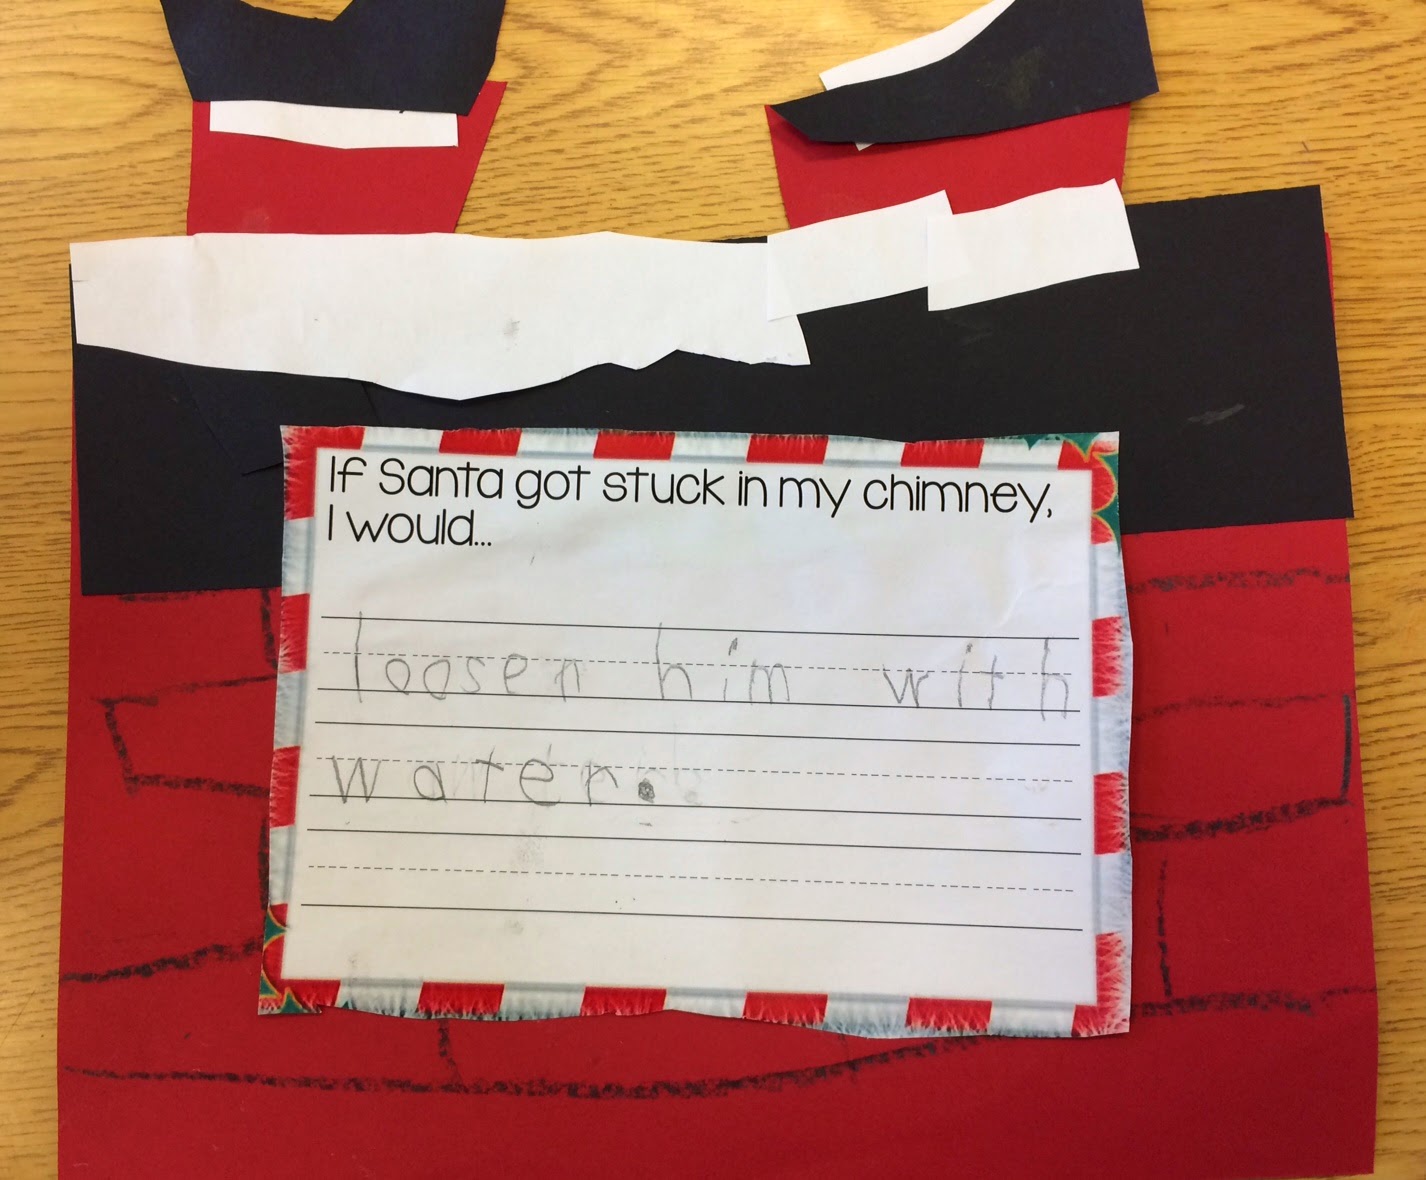 If Santa got stuck in my chimney,
I would...
loosen him with
water.